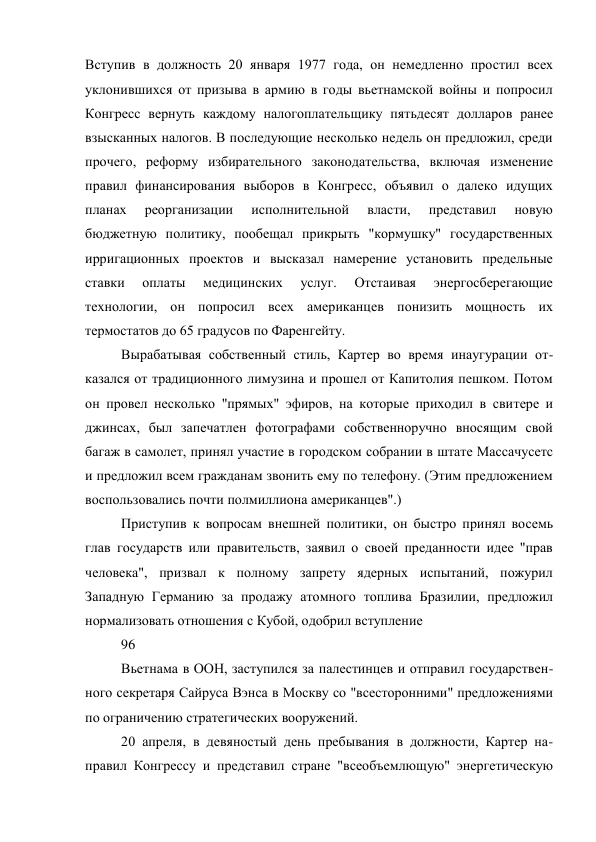 Вступив в должность 20 января 1977 года, он немедленно простил всех
уклонившихся от призыва в армию в годы вьетнамской войны и попросил
Конгресс вернуть каждому налогоплательщику пятьдесят долларов ранее
взысканных налогов. В последующие несколько недель он предложил, среди
прочего, реформу избирательного законодательства, включая изменение
правил финансирования выборов в Конгресс, объявил о далеко идущих
планах реорганизации исполнительной власти, представил новую
бюджетную политику, пообещал прикрыть "кормушку" государственных
ирригационных проектов и высказал намерение установить предельные
ставки оплаты медицинских услуг. Отстаивая энергосберегающие
технологии, он попросил всех американцев понизить мощность их
термостатов до 65 градусов по Фаренгейту.
Вырабатывая собственный стиль, Картер во время инаугурации от-
казался от традиционного лимузина и прошел от Капитолия пешком. Потом
он провел несколько "прямых" эфиров, на которые приходил в свитере и
джинсах, был запечатлен фотографами собственноручно вносящим свой
багаж в самолет, принял участие в городском собрании в штате Массачусетс
и предложил всем гражданам звонить ему по телефону. (Этим предложением
воспользовались почти полмиллиона американцев".)
Приступив к вопросам внешней политики, он быстро принял восемь
глав государств или правительств, заявил о своей преданности идее "прав
человека", призвал к полному запрету ядерных испытаний, пожурил
Западную Германию за продажу атомного топлива Бразилии, предложил
нормализовать отношения с Кубой, одобрил вступление
96
Вьетнама в ООН, заступился за палестинцев и отправил государствен-
ного секретаря Сайруса Вэнса в Москву со "всесторонними" предложениями
по ограничению стратегических вооружений.
20 апреля, в девяностый день пребывания в должности, Картер на-
правил Конгрессу и представил стране "всеобъемлющую" энергетическую